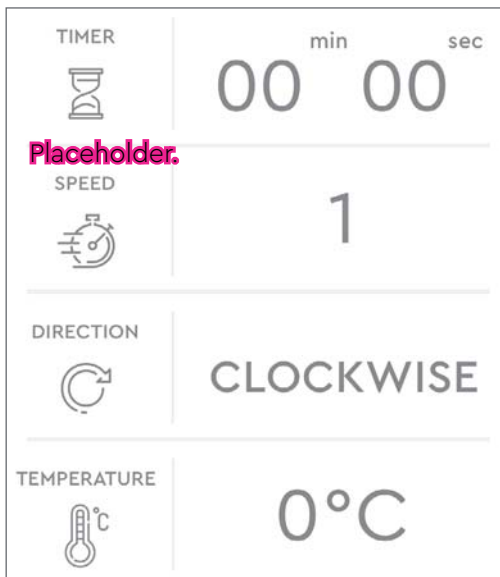 TIMER
min sec
00 00
Placeholder.
SPEED
1
DIRECTION
CLOCKWISE
TEMPERATURE
°C
0°C